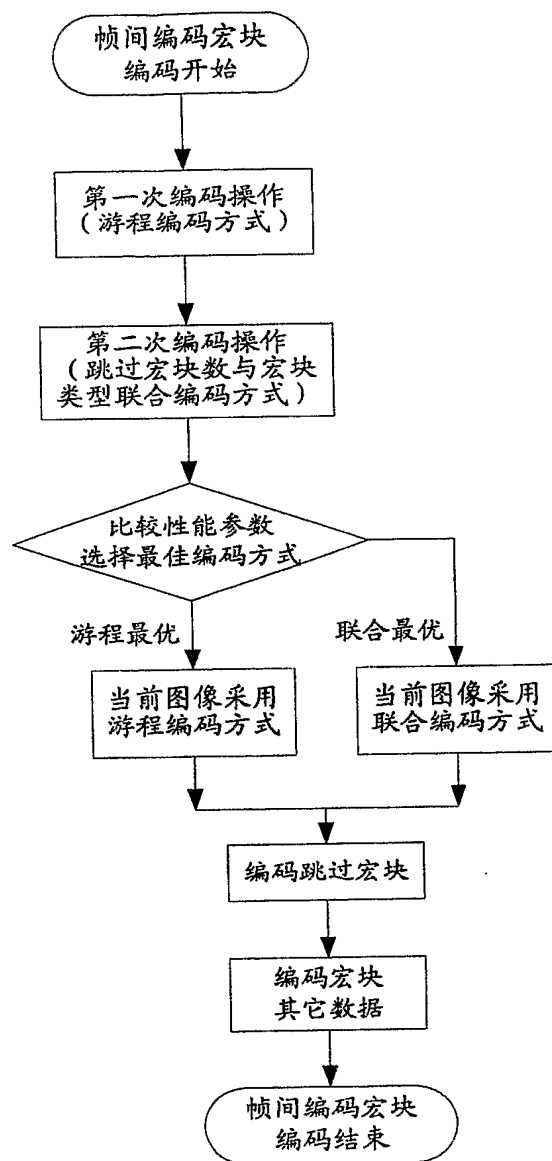 帧间编码宏块
编码开始
第一次编码操作
（游程编码方式）
第二次编码操作
（跳过宏块数与宏块
类型联合编码方式）
比较性能参数
选择最佳编码方式
游程最优
联合最优
当前图像采用
游程编码方式
当前图像采用
联合编码方式
编码跳过宏块
编码宏块
其它数据
帧间编码宏块
编码结束